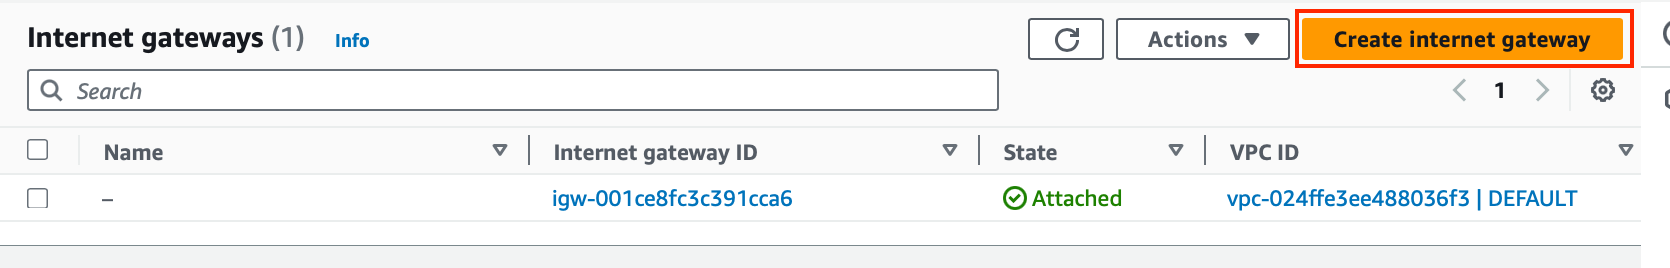 Internet gateways (1) Info Actions Create internet gateway
Search 1
Name Internet gateway ID State VPC ID
– igw-001ce8fc3c391cca6 Attached vpc-024ffe3ee488036f3 | DEFAULT